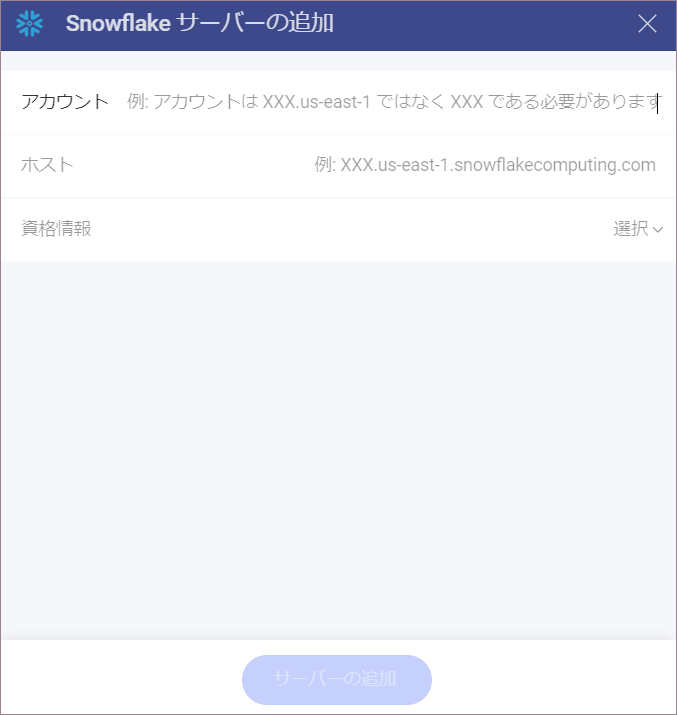 Snowflake サーバーの追加
アカウント 例: アカウントは XXX.us-east-1 ではなく XXX である必要があります
ホスト 例: XXX.us-east-1.snowflakecomputing.com
資格情報 選択
サーバーの追加